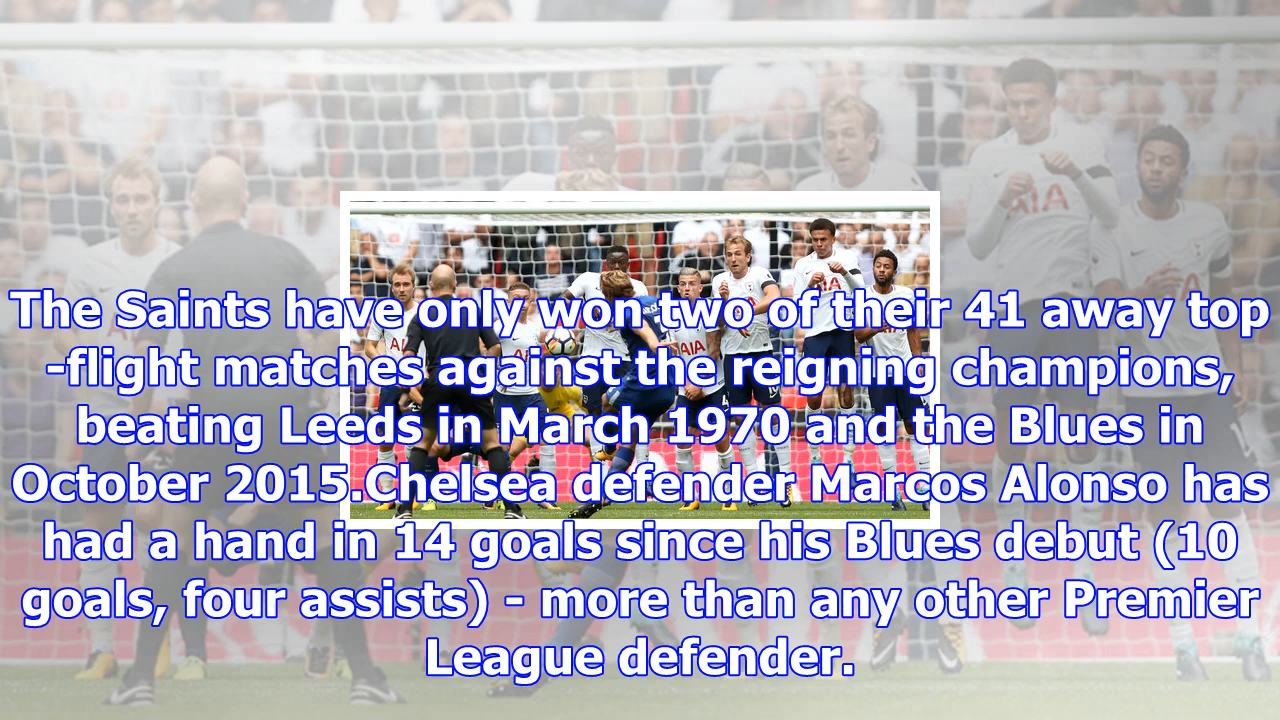 The Saints have only won two of their 41 away top
-flight matches against the reigning champions,
beating Leeds in March 1970 and the Blues in
October 2015.Chelsea defender Marcos Alonso has
had a hand in 14 goals since his Blues debut (10
goals, four assists) - more than any other Premier
League defender.
AIA
AIA